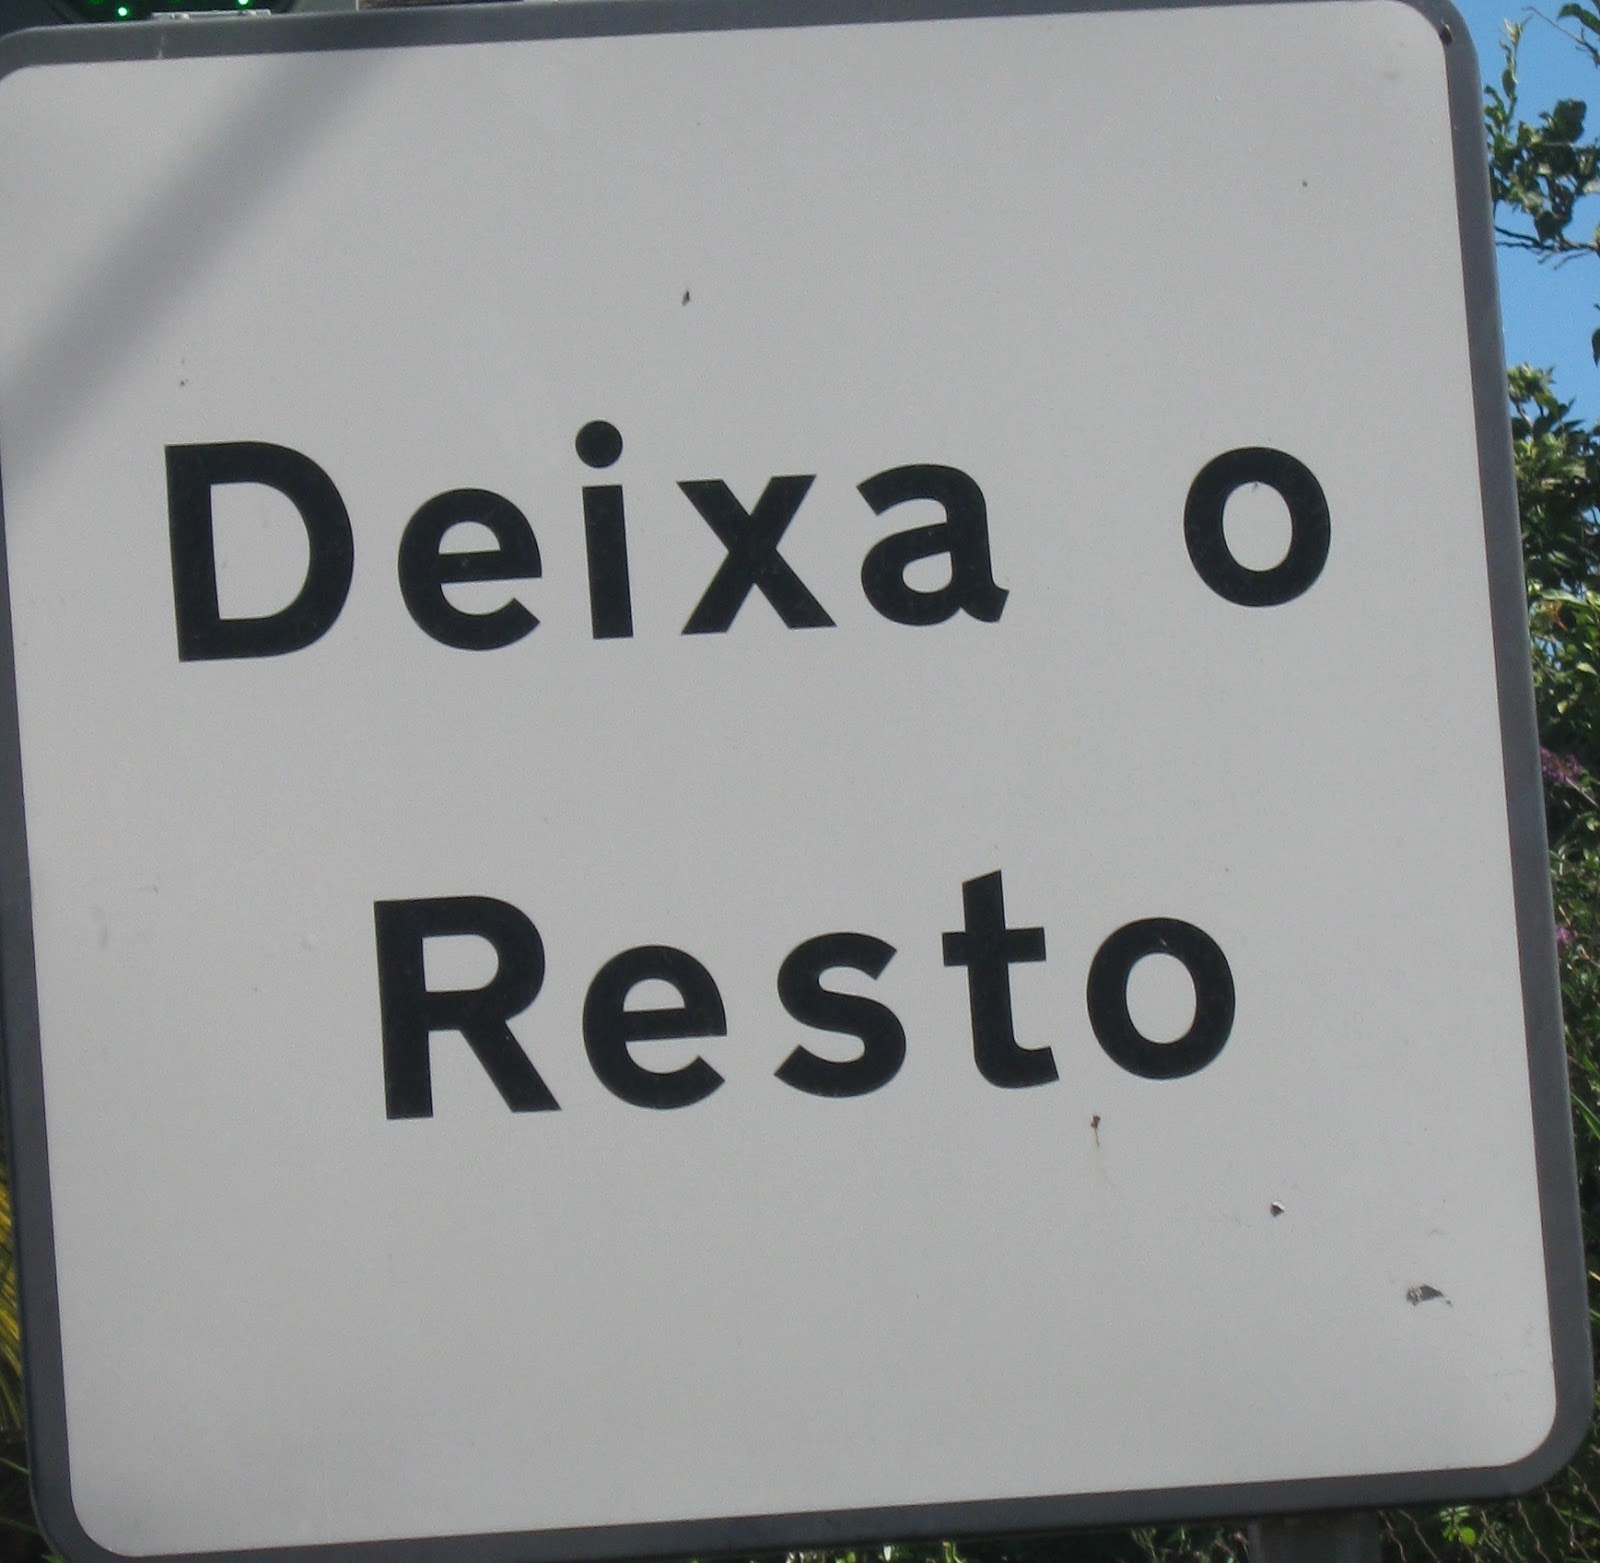 Deixa o
Resto